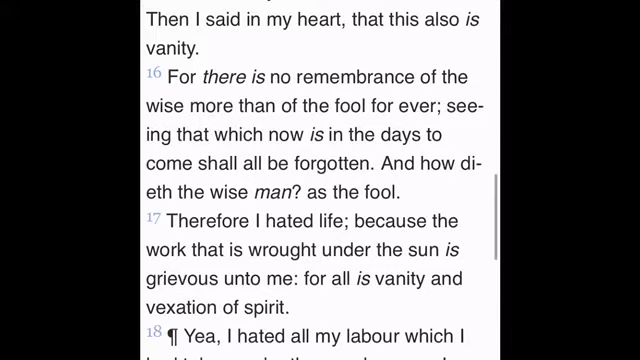 Then I said in my heart, that this also is
vanity.
16 For there is no remembrance of the
wise more than of the fool for ever; see-
ing that which now is in the days to
come shall all be forgotten. And how di-
eth the wise man? as the fool.
17 Therefore I hated life; because the
work that is wrought under the sun is
grievous unto me: for all is vanity and
vexation of spirit.
18 ¶ Yea, I hated all my labour which I